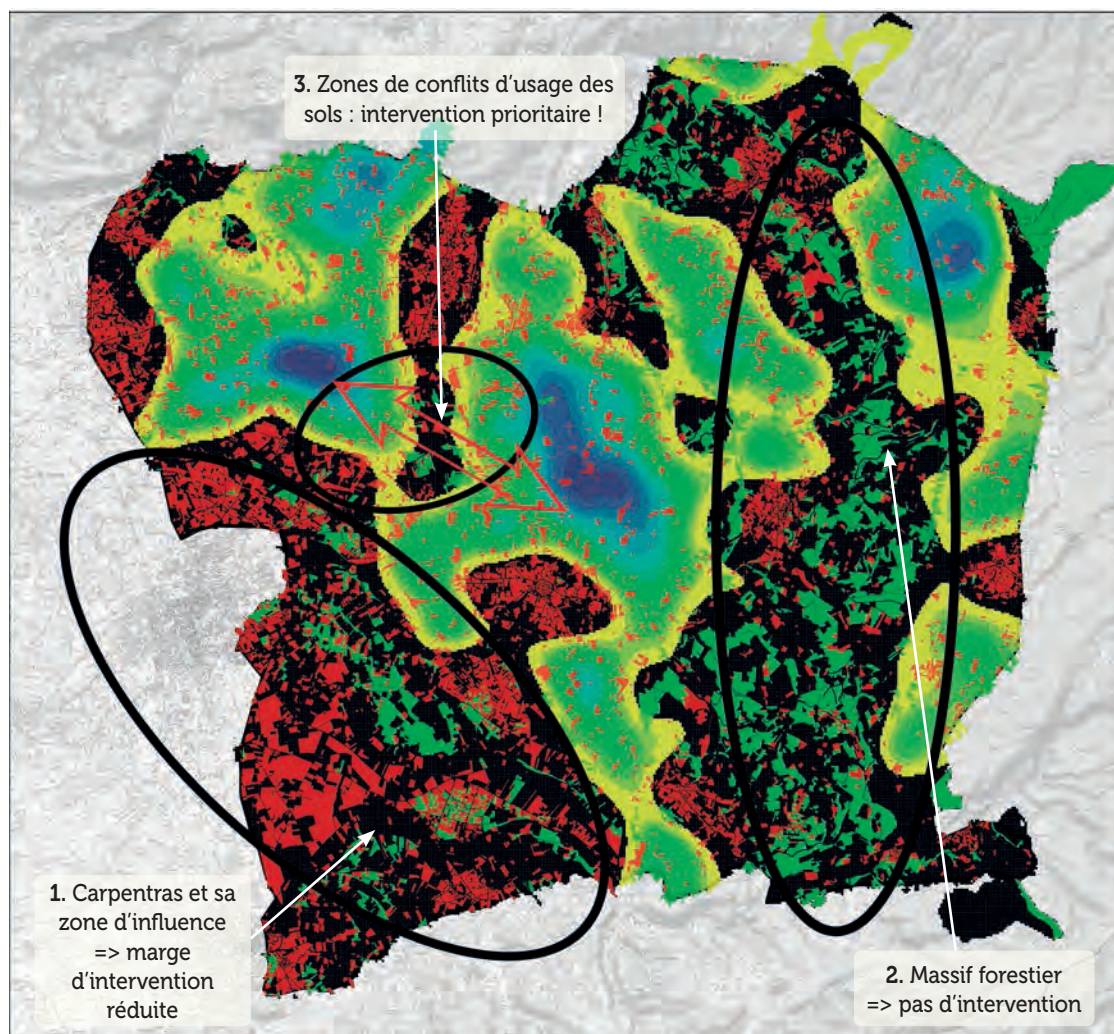 3. Zones de conflits d'usage des
sols : intervention prioritaire !
1. Carpentras et sa
zone d'influence
=> marge
d'intervention
réduite
2. Massif forestier
=> pas d'intervention